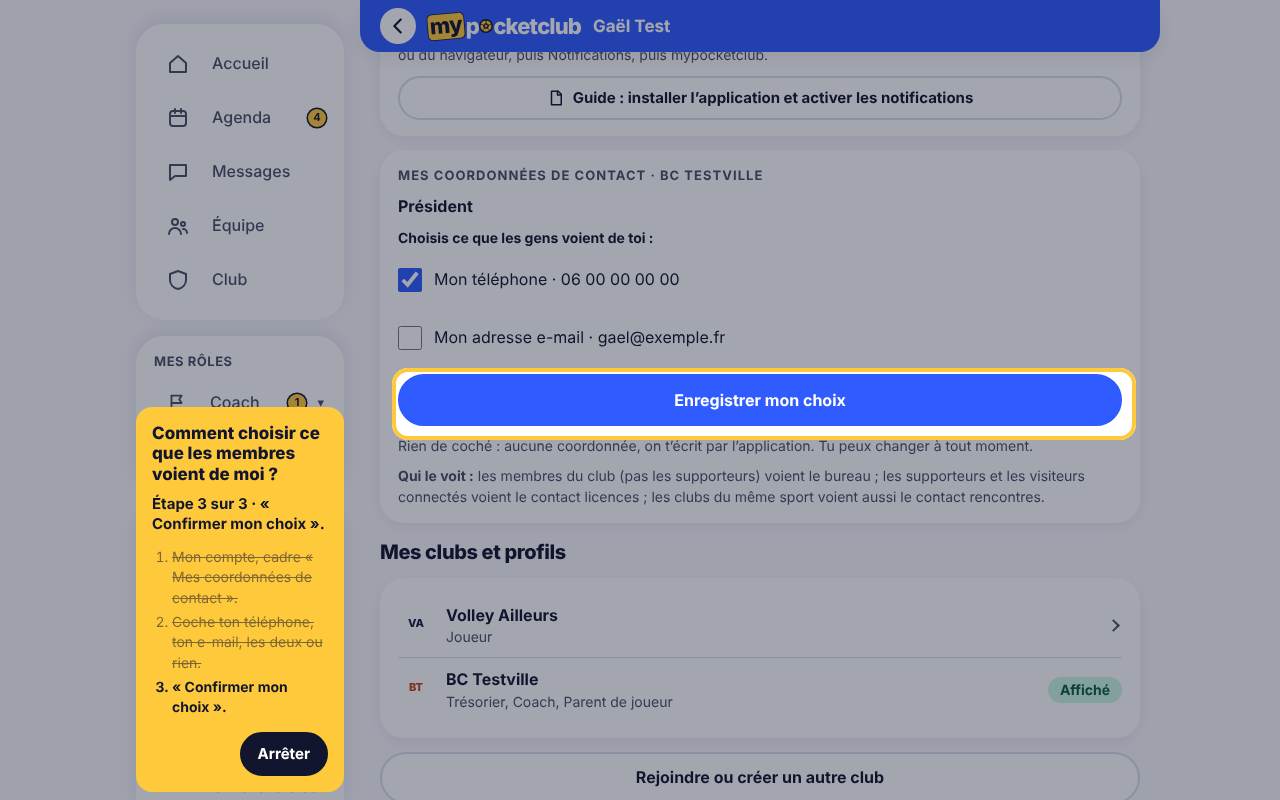 mypocketclub Gaël Test
Accueil
Agenda 4
Messages
Équipe
Club
MES RÔLES
Coach 1 ▾
Comment choisir ce
que les membres
voient de moi ?
Étape 3 sur 3 · «
Confirmer mon choix ».
1. Mon compte, cadre «
Mes coordonnées de
contact ».
2. Coche ton téléphone,
ton e-mail, les deux ou
rien.
3. « Confirmer mon
choix ».
Arrêter
ou du navigateur, puis Notifications, puis mypocketclub.
Guide : installer l’application et activer les notifications
MES COORDONNÉES DE CONTACT · BC TESTVILLE
Président
Choisis ce que les gens voient de toi :
Mon téléphone · 06 00 00 00 00
Mon adresse e-mail · gael@exemple.fr
Enregistrer mon choix
Rien de coché : aucune coordonnée, on t’écrit par l’application. Tu peux changer à tout moment.
Qui le voit : les membres du club (pas les supporteurs) voient le bureau ; les supporteurs et les visiteurs
connectés voient le contact licences ; les clubs du même sport voient aussi le contact rencontres.
Mes clubs et profils
VA Volley Ailleurs
Joueur
BT BC Testville
Trésorier, Coach, Parent de joueur
Affiché
Rejoindre ou créer un autre club